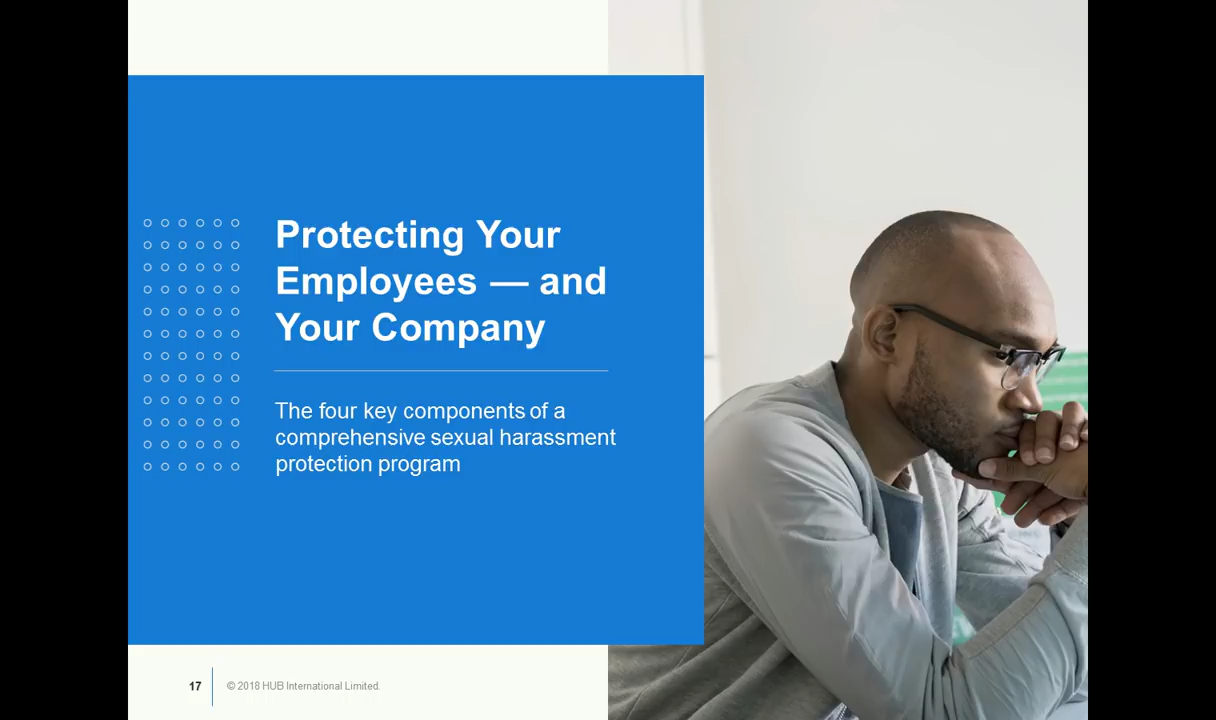 Protecting Your
Employees — and
Your Company
The four key components of a
comprehensive sexual harassment
protection program
17
© 2018 HUB International Limited.